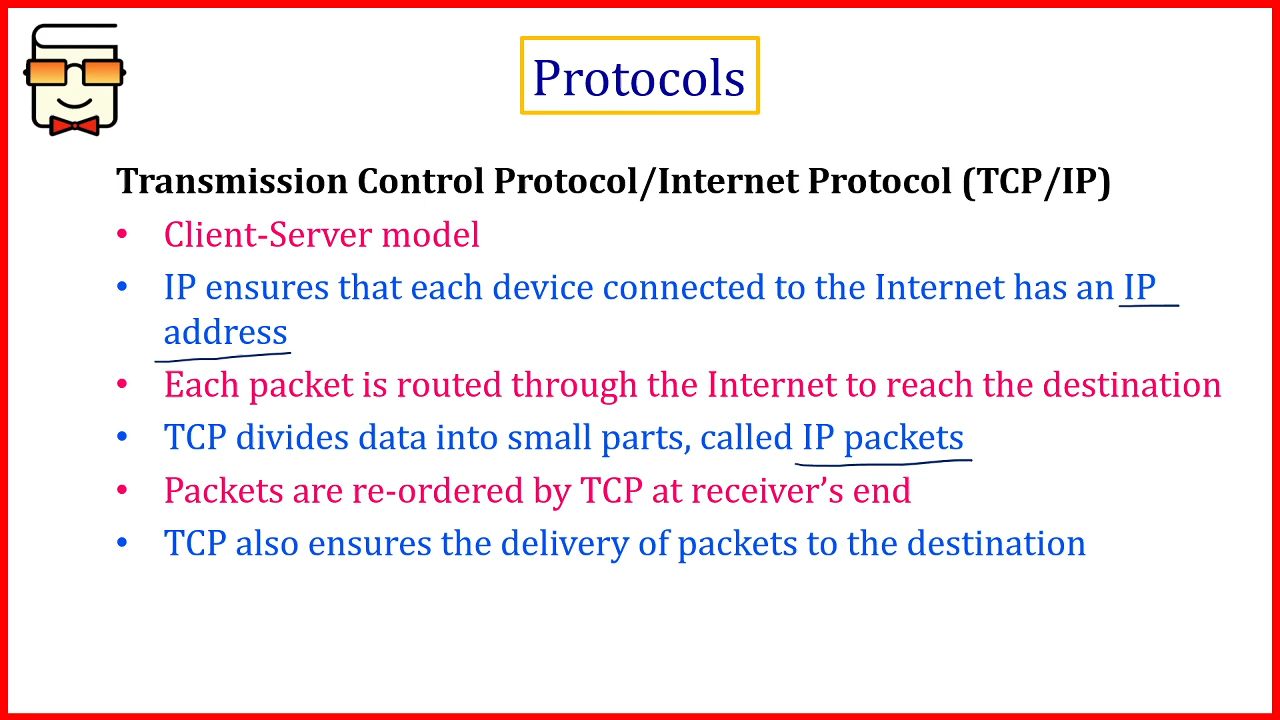 Protocols
Transmission Control Protocol/Internet Protocol (TCP/IP)
• Client-Server model
• IP ensures that each device connected to the Internet has an IP
address
• Each packet is routed through the Internet to reach the destination
• TCP divides data into small parts, called IP packets
• Packets are re-ordered by TCP at receiver’s end
• TCP also ensures the delivery of packets to the destination